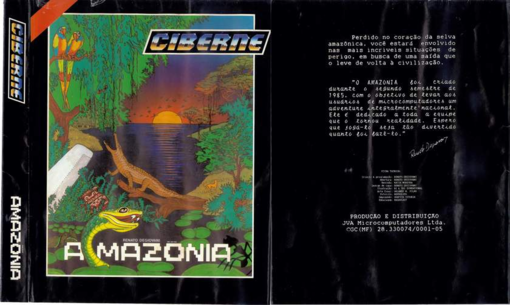 CIBERNE
AMAZONIA
CIBERNE
RENATO DEGIOVANI
A MAZONIA
Perdido no coração da selva
amazônica, você estará envolvido
nas mais incríveis situações de
perigo, em busca de uma saída que
o leve de volta à civilização.
"O AMAZONIA foi criado
durante o segundo semestre de
1985, com o objetivo de levar aos
usuários de microcomputadores um
adventure integralmente nacional.
Ele é dedicado a toda a equipe
que o tornou realidade. Espero
que jogá-lo seja tão divertido
quanto foi fazê-lo."
PRODUÇÃO E DISTRIBUIÇÃO
JVA Microcomputadores Ltda.
CGC(MF) 28.330074/0001-05